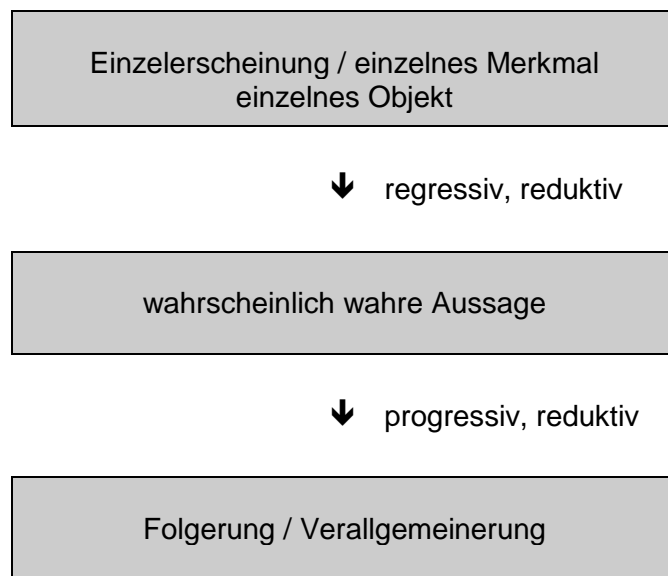 Einzelerscheinung / einzelnes Merkmal
einzelnes Objekt
🡻 regressiv, reduktiv
wahrscheinlich wahre Aussage
🡻 progressiv, reduktiv
Folgerung / Verallgemeinerung